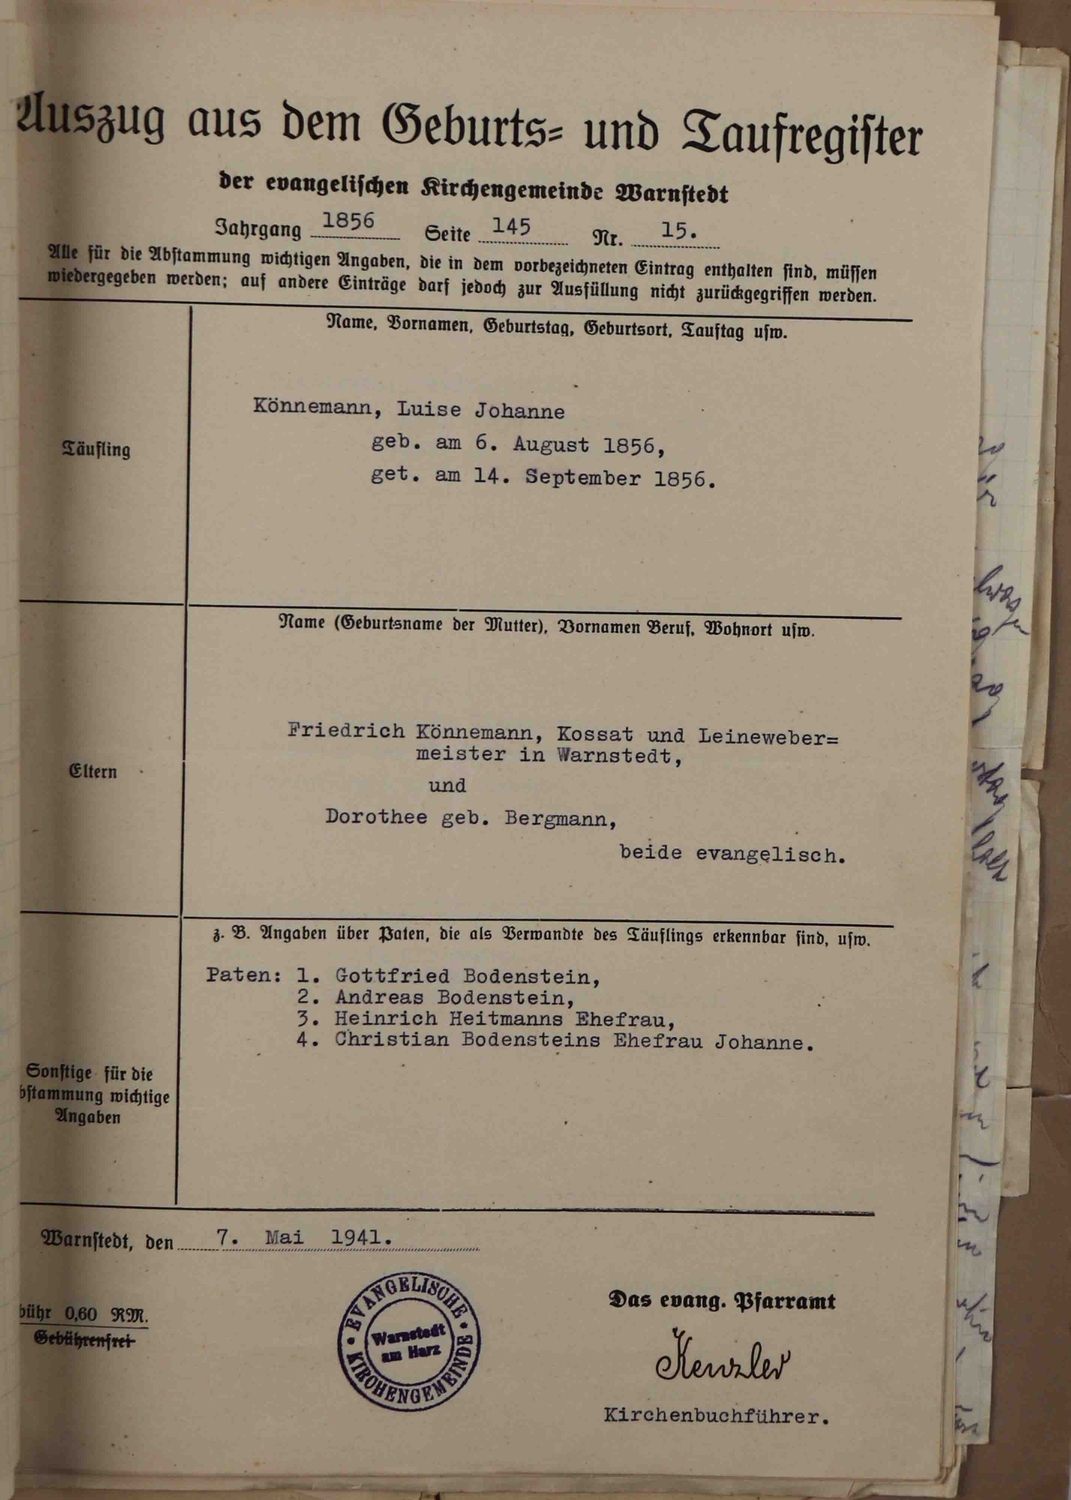 Auszug aus dem Geburts= und Taufregister
der evangelischen Kirchengemeinde Warnstedt
Jahrgang 1856 Seite 145 Nr. 15.
Alle für die Abstammung wichtigen Angaben, die in dem vorbezeichneten Eintrag enthalten sind, müssen
wiedergegeben werden; auf andere Einträge darf jedoch zur Ausfüllung nicht zurückgegriffen werden.
Name, Vornamen, Geburtstag, Geburtsort, Tauftag usw.
Täufling
Könnemann, Luise Johanne
geb. am 6. August 1856,
get. am 14. September 1856.
Name (Geburtsname der Mutter), Vornamen Beruf, Wohnort usw.
Eltern
Friedrich Könnemann, Kossat und Leineweber=
meister in Warnstedt,
und
Dorothee geb. Bergmann,
beide evangelisch.
z. B. Angaben über Paten, die als Verwandte des Täuflings erkennbar sind, usw.
Paten: 1. Gottfried Bodenstein,
2. Andreas Bodenstein,
3. Heinrich Heitmanns Ehefrau,
4. Christian Bodensteins Ehefrau Johanne.
Sonstige für die
bstammung wichtige
Angaben
Warnstedt, den 7. Mai 1941.
bühr 0,60 RM.
Gebührenfrei
EVANGELISCHE
Warnstedt
am Harz
KIRCHENGEMEINDE
Das evang. Pfarramt
Kenzler
Kirchenbuchführer.